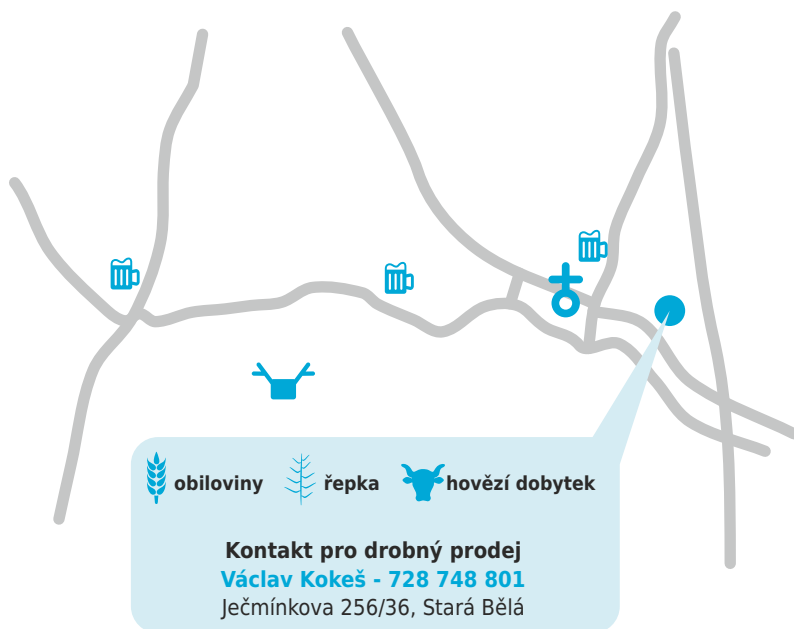 obiloviny řepka hovězí dobytek
Kontakt pro drobný prodej
Václav Kokeš - 728 748 801
Ječmínkova 256/36, Stará Bělá